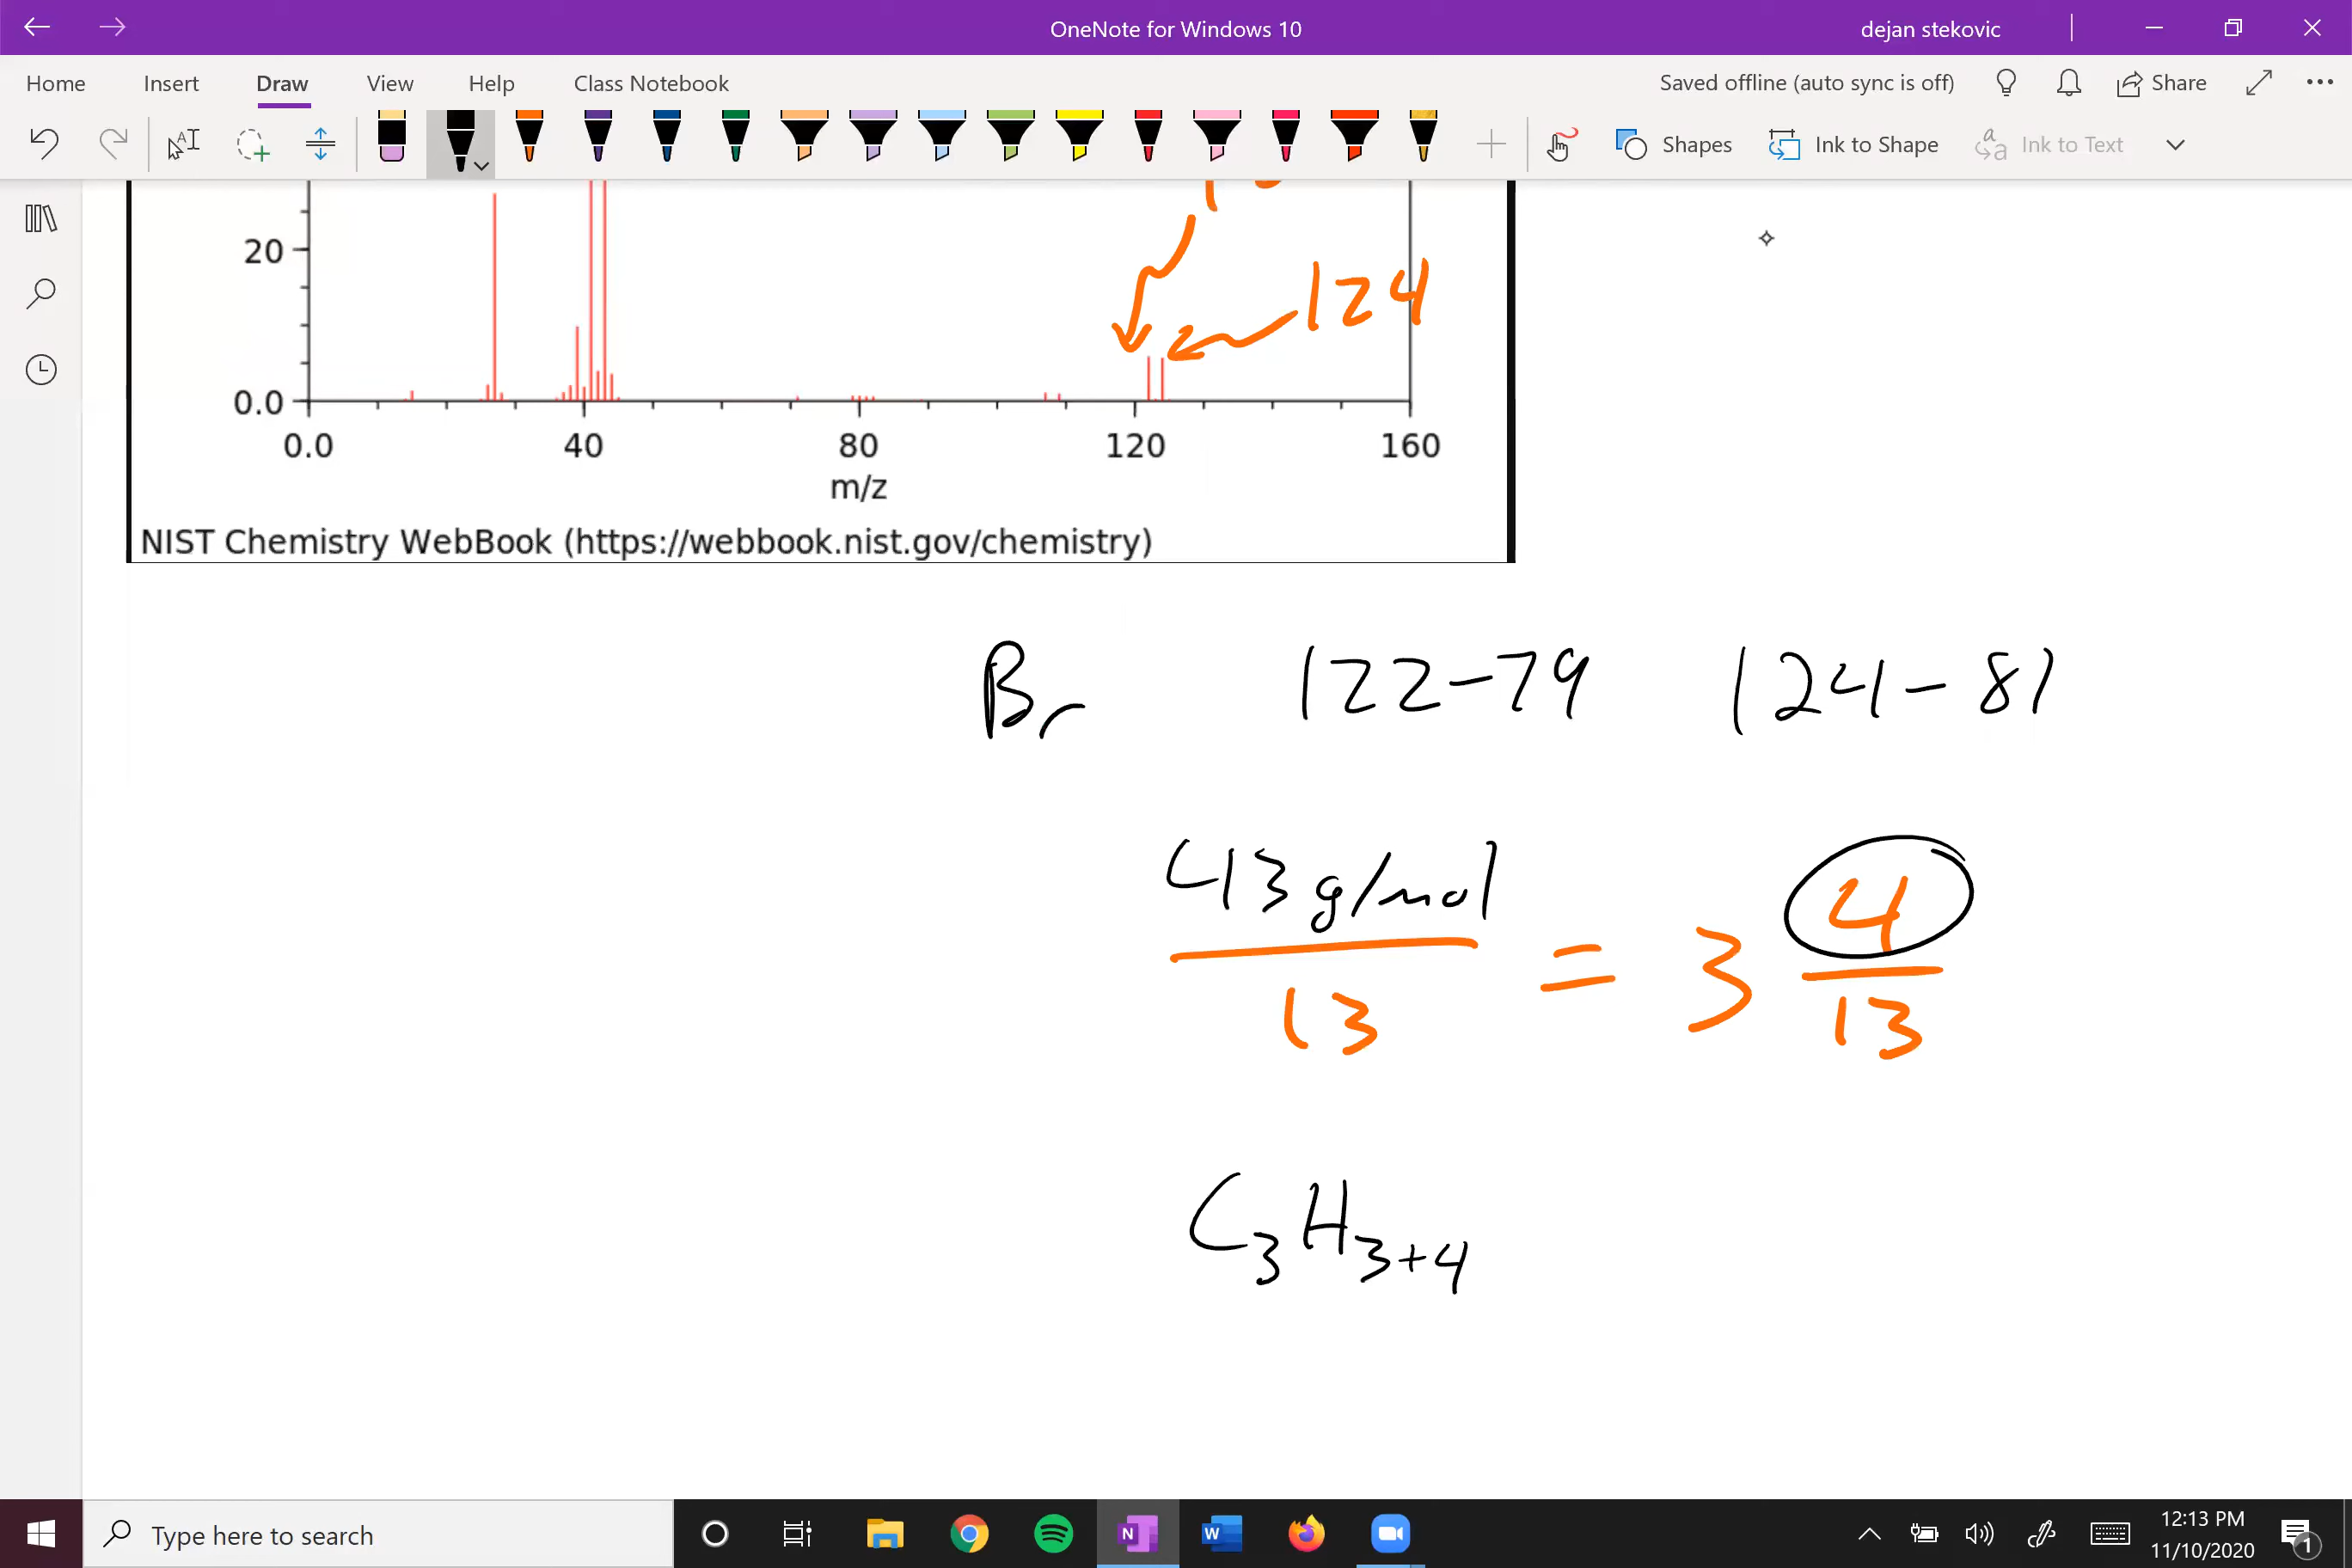 OneNote for Windows 10
dejan stekovic
Home Insert Draw View Help Class Notebook
Saved offline (auto sync is off)
Share
Shapes
Ink to Shape
Ink to Text
124
20
0.0
0.0 40 80 120 160
m/z
NIST Chemistry WebBook (https://webbook.nist.gov/chemistry)
Br 122-79 124-81
43 g/mol
13
= 3 4
13
C3H3+4
Type here to search
12:13 PM
11/10/2020
1